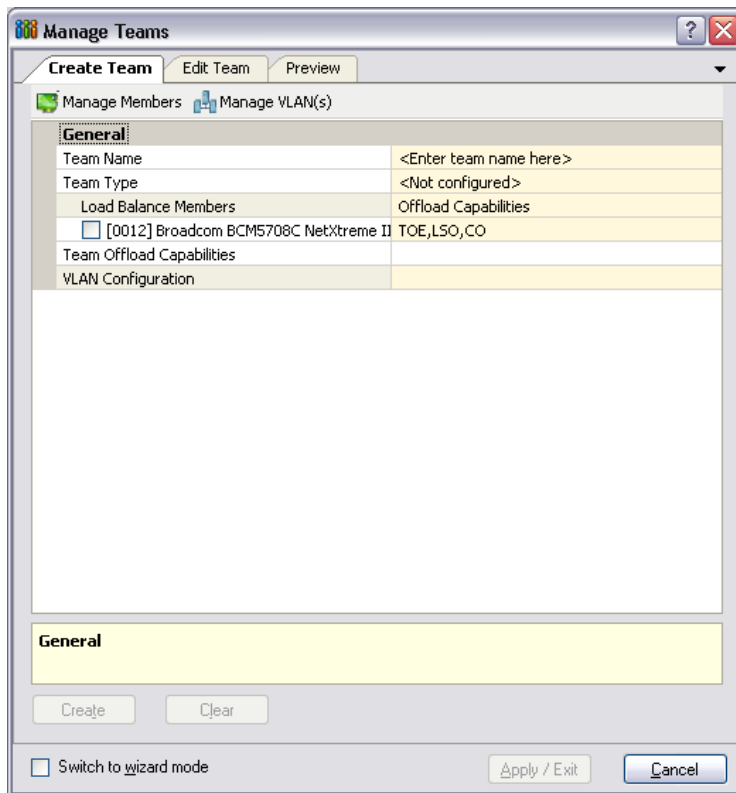 Manage Teams
Create Team Edit Team Preview
Manage Members Manage VLAN(s)
General
Team Name <Enter team name here>
Team Type <Not configured>
Load Balance Members Offload Capabilities
[0012] Broadcom BCM5708C NetXtreme II TOE,LSO,CO
Team Offload Capabilities
VLAN Configuration
General
Create Clear
Switch to wizard mode Apply / Exit Cancel